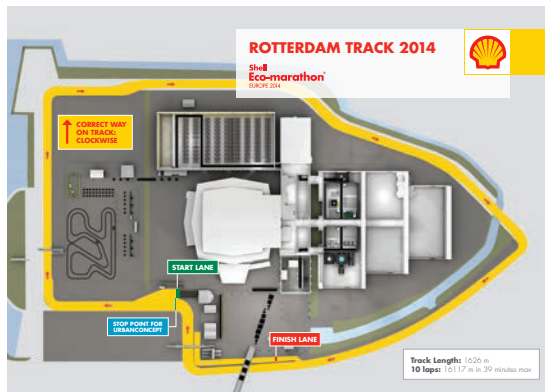 ROTTERDAM TRACK 2014
Shell
Eco-marathon
EUROPE 2014
CORRECT WAY
ON TRACK:
CLOCKWISE
START LANE
STOP POINT FOR
URBANCONCEPT
FINISH LANE
Track Length: 1626 m
10 laps: 16117 m in 39 minutes max